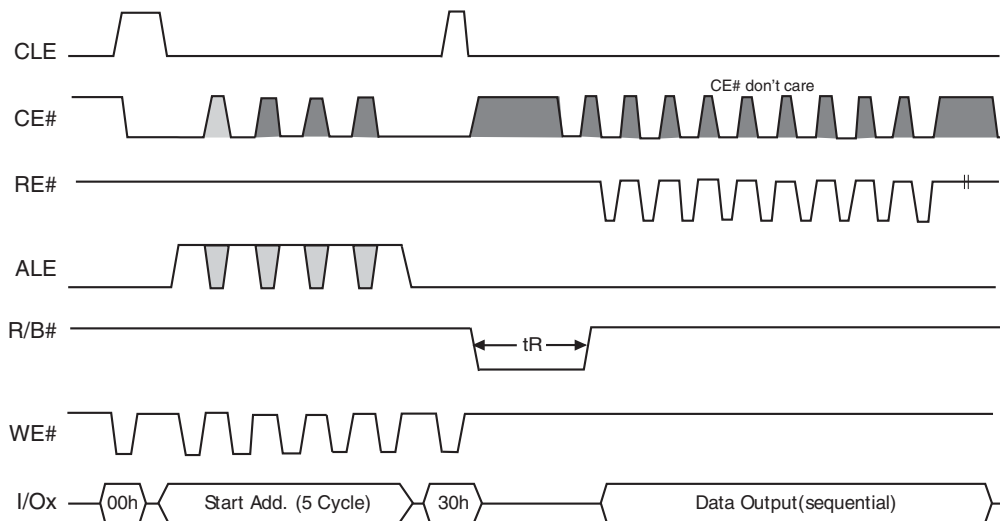 CLE
CE# don't care
CE#
RE#
ALE
R/B#
tR
WE#
I/Ox
00h
Start Add. (5 Cycle)
30h
Data Output(sequential)